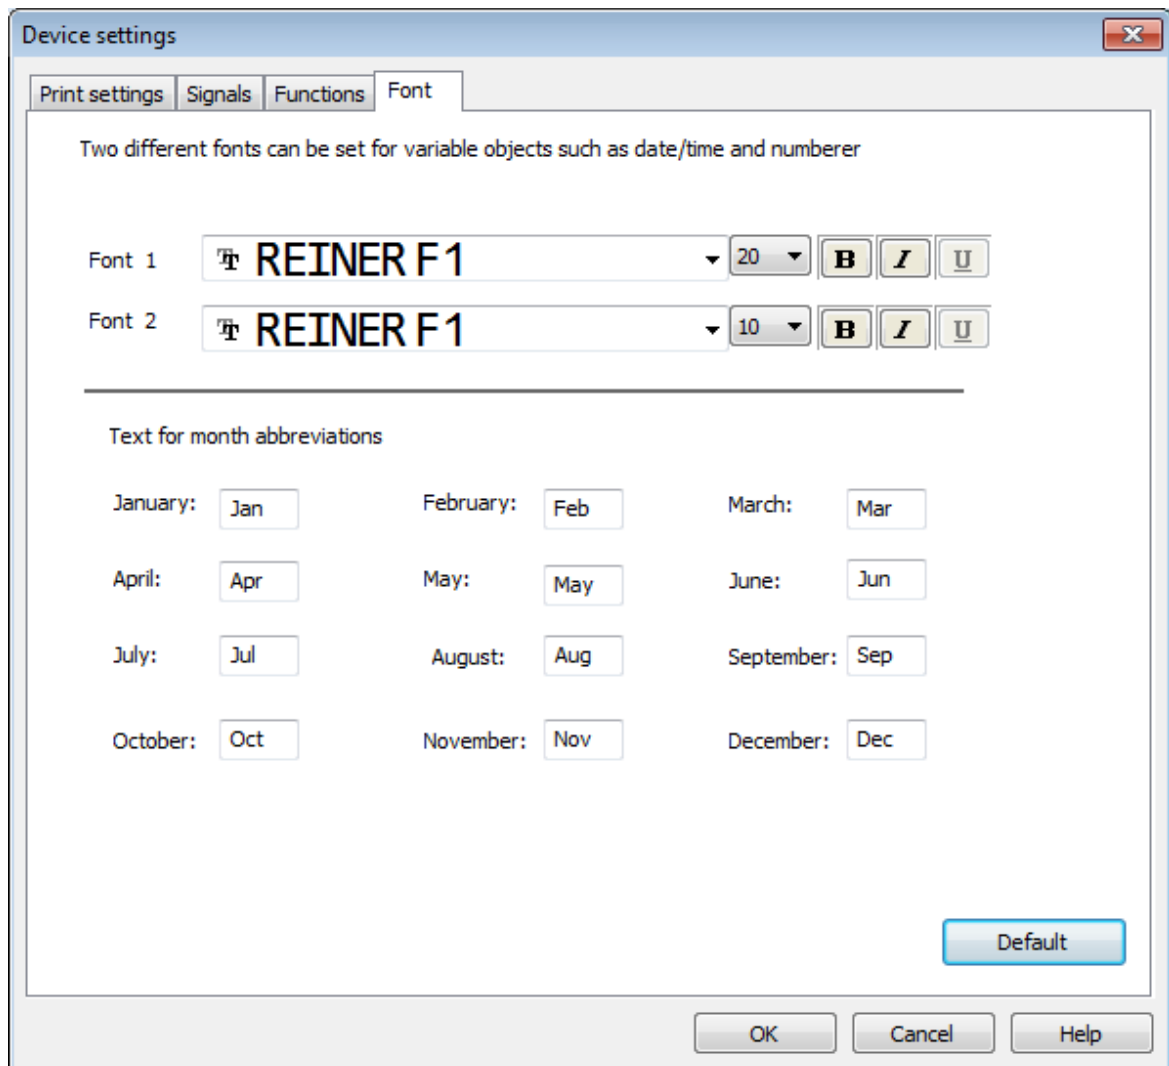 Device settings
Print settings Signals Functions Font
Two different fonts can be set for variable objects such as date/time and numberer
Font 1 REINER F1 20 B I U
Font 2 REINER F1 10 B I U
Text for month abbreviations
January: Jan February: Feb March: Mar
April: Apr May: May June: Jun
July: Jul August: Aug September: Sep
October: Oct November: Nov December: Dec
Default
OK Cancel Help